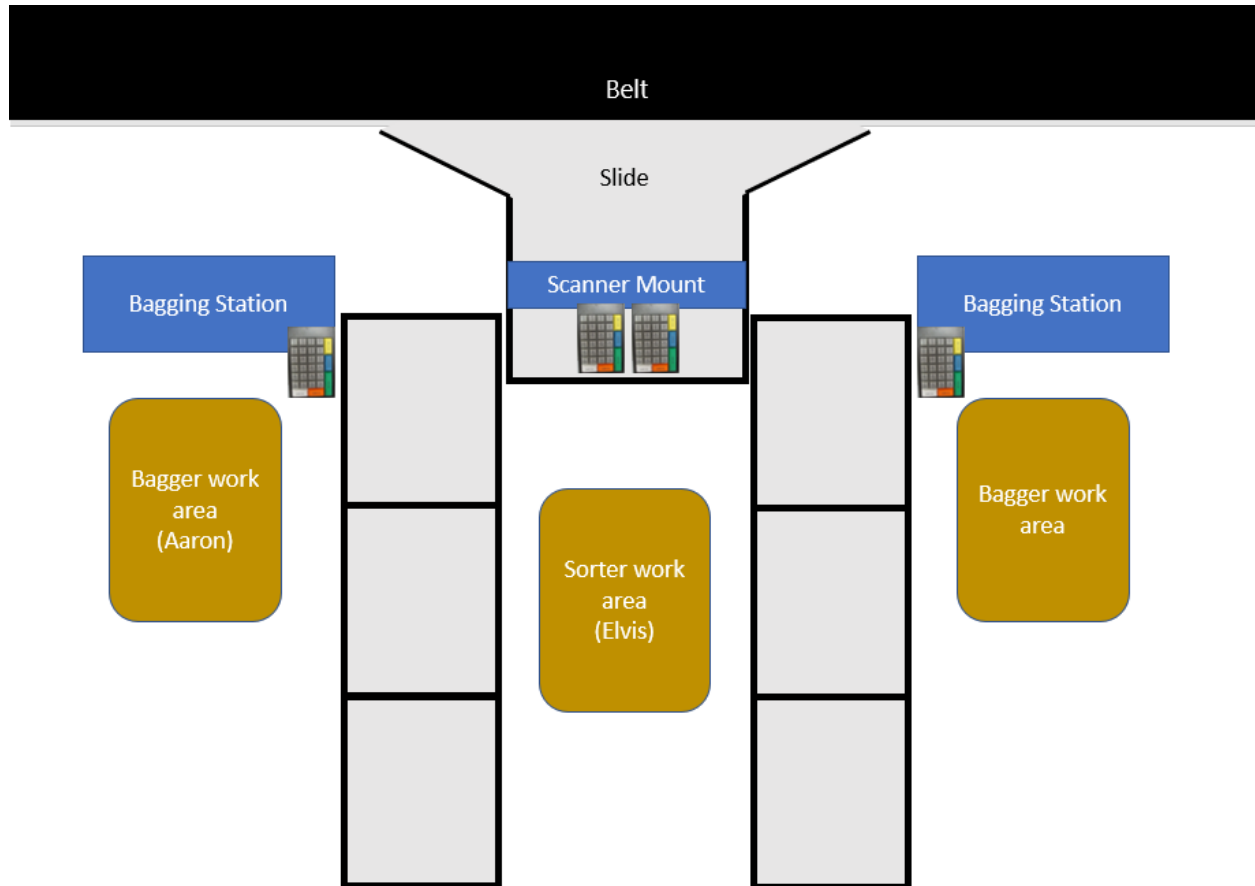 Belt
Slide
Bagging Station
Scanner Mount
Bagging Station
Bagger work
area
(Aaron)
Sorter work
area
(Elvis)
Bagger work
area